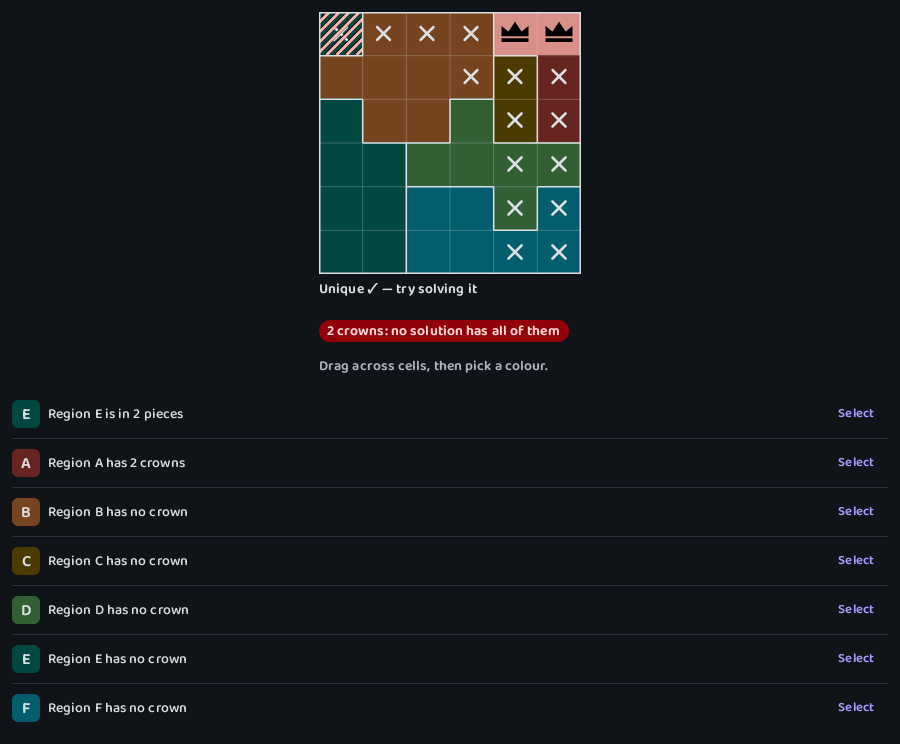 Unique ✓ — try solving it
2 crowns: no solution has all of them
Drag across cells, then pick a colour.
E Region E is in 2 pieces Select
A Region A has 2 crowns Select
B Region B has no crown Select
C Region C has no crown Select
D Region D has no crown Select
E Region E has no crown Select
F Region F has no crown Select